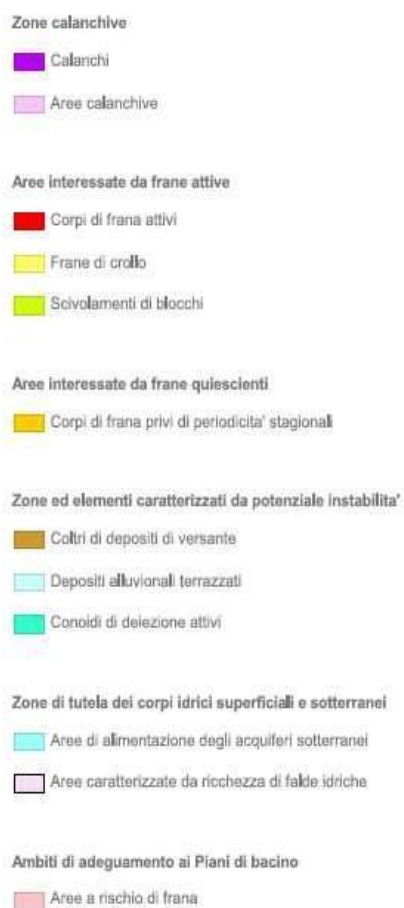 Zone calanchive
Calanchi
Aree calanchive
Aree interessate da frane attive
Corpi di frana attivi
Frane di crollo
Scivolamenti di blocchi
Aree interessate da frane quiescienti
Corpi di frana privi di periodicita' stagionali
Zone ed elementi caratterizzati da potenziale instabilita'
Coltri di depositi di versante
Depositi alluvionali terrazzati
Conoidi di deiezione attivi
Zone di tutela dei corpi idrici superficiali e sotterranei
Aree di alimentazione degli acquiferi sotterranei
Aree caratterizzate da ricchezza di falde idriche
Ambiti di adeguamento ai Piani di bacino
Aree a rischio di frana